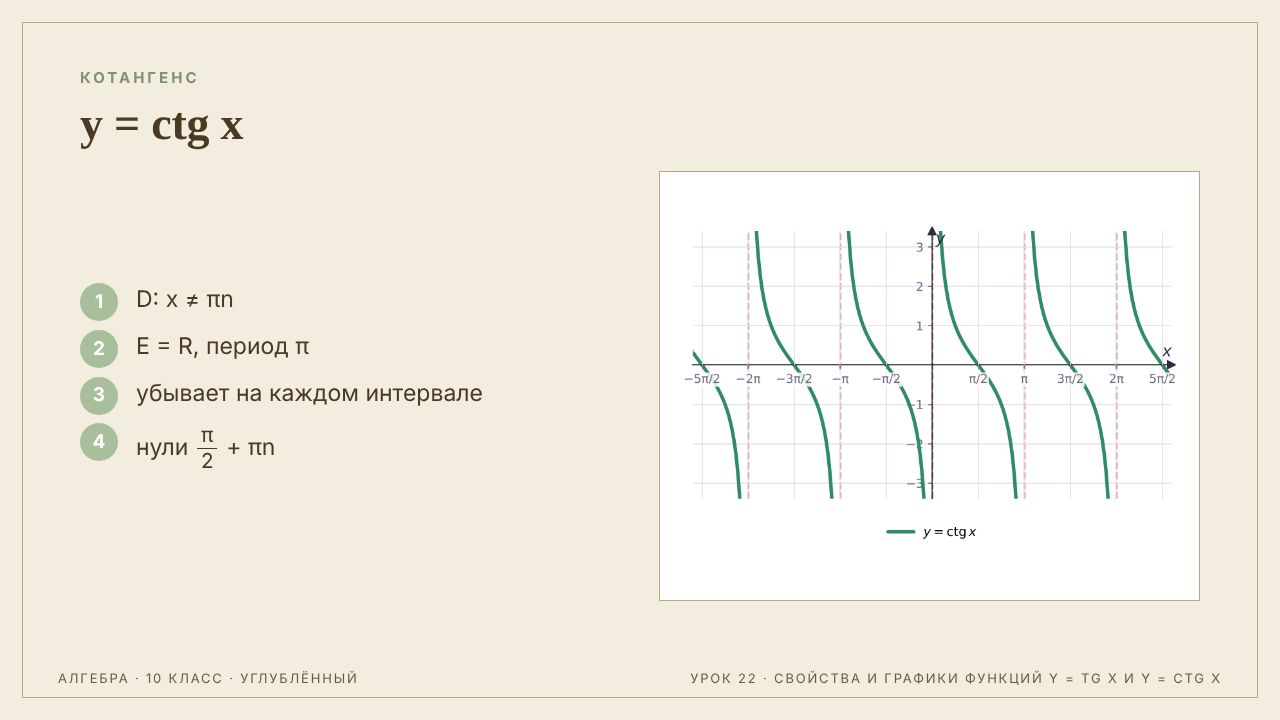 КОТАНГЕНС
y = ctg x
1 D: x ≠ πn
2 E = R, период π
3 убывает на каждом интервале
4 нули π/2 + πn
y
3
2
1
x
−5π/2 −2π −3π/2 −π −π/2 π/2 π 3π/2 2π 5π/2
−1
−2
−3
y = ctg x
АЛГЕБРА · 10 КЛАСС · УГЛУБЛЁННЫЙ
УРОК 22 · СВОЙСТВА И ГРАФИКИ ФУНКЦИЙ Y = TG X И Y = CTG X